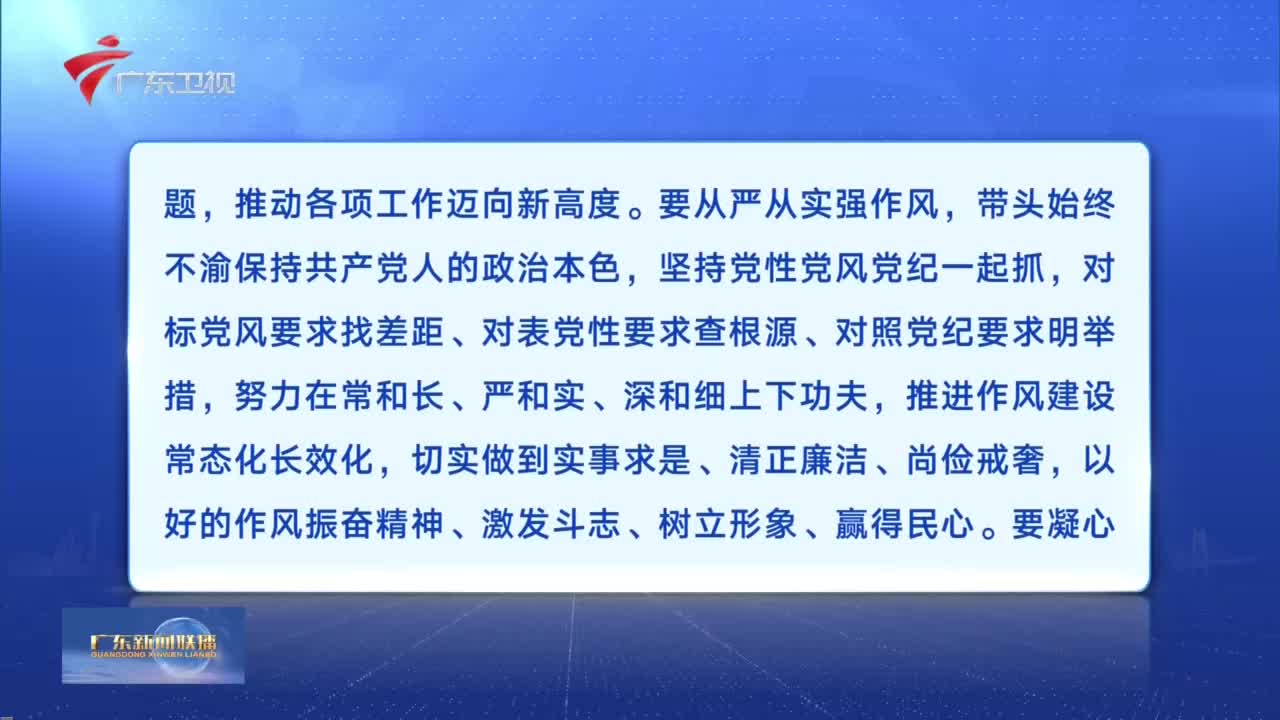 广东卫视
题，推动各项工作迈向新高度。要从严从实强作风，带头始终
不渝保持共产党人的政治本色，坚持党性党风党纪一起抓，对
标党风要求找差距、对表党性要求查根源、对照党纪要求明举
措，努力在常和长、严和实、深和细上下功夫，推进作风建设
常态化长效化，切实做到实事求是、清正廉洁、尚俭戒奢，以
好的作风振奋精神、激发斗志、树立形象、赢得民心。要凝心
广东新闻联播
GUANGDONG XINWEN LIANBO